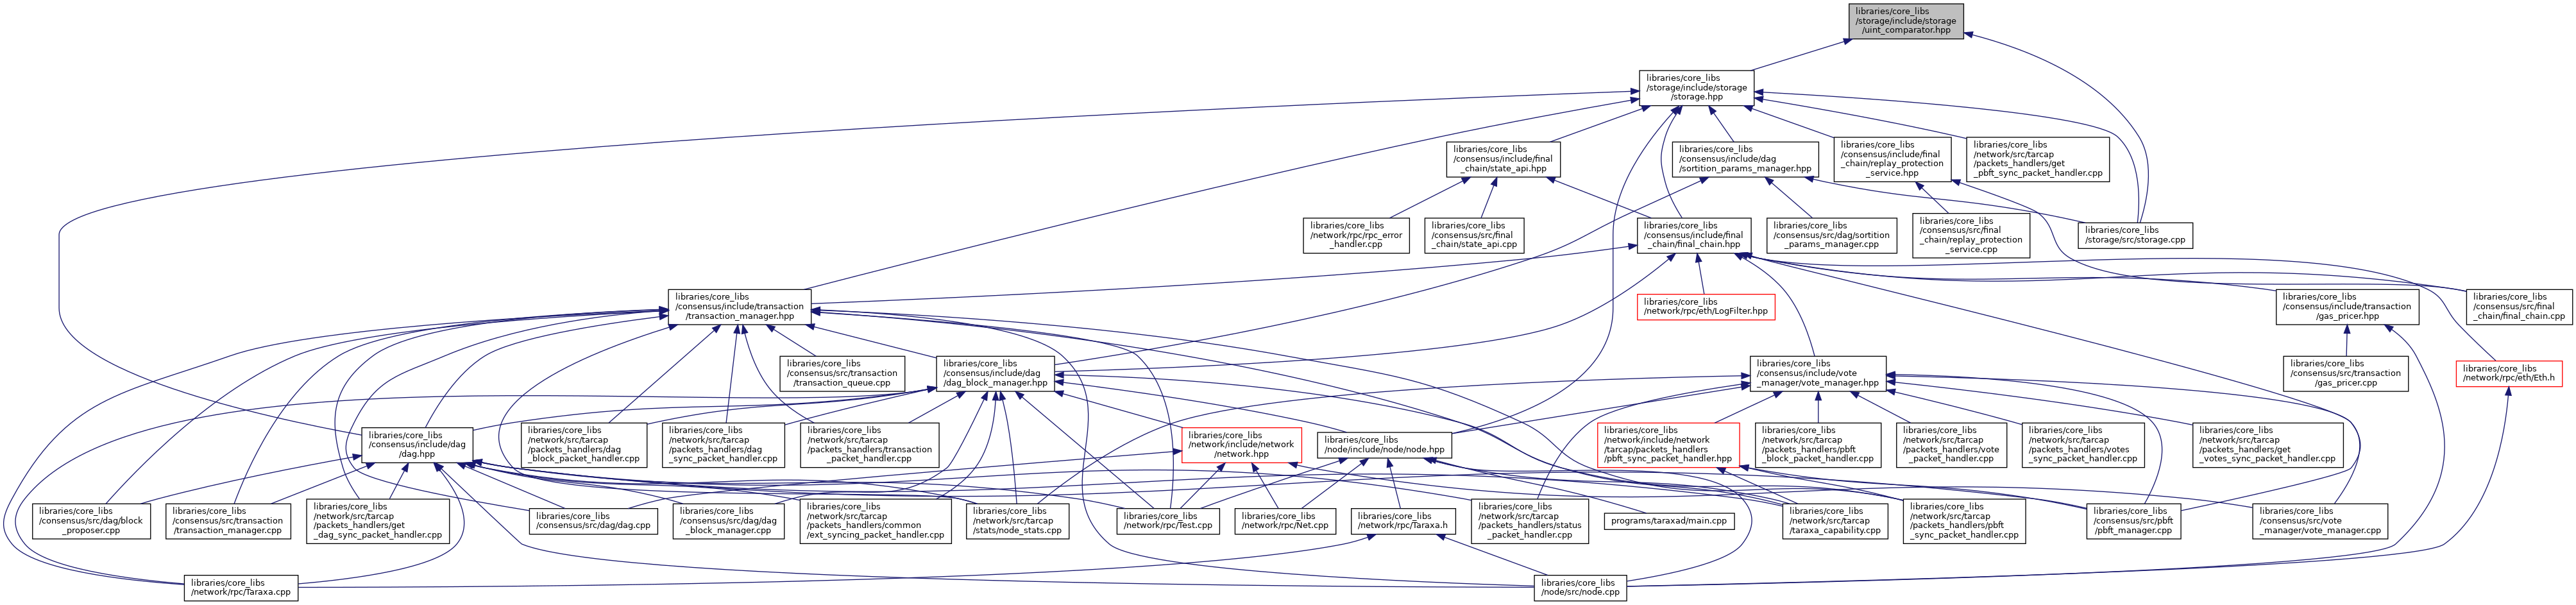 libraries/core_libs
/storage/include/storage
/uint_comparator.hpp
libraries/core_libs
/storage/include/storage
/storage.hpp
libraries/core_libs
/consensus/include/final
_chain/state_api.hpp
libraries/core_libs
/consensus/include/dag
/sortition_params_manager.hpp
libraries/core_libs
/consensus/include/final
_chain/replay_protection
_service.hpp
libraries/core_libs
/network/src/tarcap
/packets_handlers/get
_pbft_sync_packet_handler.cpp
libraries/core_libs
/network/rpc/rpc_error
_handler.cpp
libraries/core_libs
/consensus/src/final
_chain/state_api.cpp
libraries/core_libs
/consensus/include/final
_chain/final_chain.hpp
libraries/core_libs
/consensus/src/dag/sortition
_params_manager.cpp
libraries/core_libs
/consensus/src/final
_chain/replay_protection
_service.cpp
libraries/core_libs
/storage/src/storage.cpp
libraries/core_libs
/consensus/include/transaction
/transaction_manager.hpp
libraries/core_libs
/network/rpc/eth/LogFilter.hpp
libraries/core_libs
/consensus/include/transaction
/gas_pricer.hpp
libraries/core_libs
/consensus/src/final
_chain/final_chain.cpp
libraries/core_libs
/consensus/src/transaction
/transaction_queue.cpp
libraries/core_libs
/consensus/include/dag
/dag_block_manager.hpp
libraries/core_libs
/consensus/include/vote
_manager/vote_manager.hpp
libraries/core_libs
/consensus/src/transaction
/gas_pricer.cpp
libraries/core_libs
/network/rpc/eth/Eth.h
libraries/core_libs
/consensus/include/dag
/dag.hpp
libraries/core_libs
/network/src/tarcap
/packets_handlers/dag
_block_packet_handler.cpp
libraries/core_libs
/network/src/tarcap
/packets_handlers/dag
_sync_packet_handler.cpp
libraries/core_libs
/network/src/tarcap
/packets_handlers/transaction
_packet_handler.cpp
libraries/core_libs
/network/include/network
/network.hpp
libraries/core_libs
/node/include/node/node.hpp
libraries/core_libs
/network/include/network
/tarcap/packets_handlers
/pbft_sync_packet_handler.hpp
libraries/core_libs
/network/src/tarcap
/packets_handlers/pbft
_block_packet_handler.cpp
libraries/core_libs
/network/src/tarcap
/packets_handlers/vote
_packet_handler.cpp
libraries/core_libs
/network/src/tarcap
/packets_handlers/votes
_sync_packet_handler.cpp
libraries/core_libs
/network/src/tarcap
/packets_handlers/get
_votes_sync_packet_handler.cpp
libraries/core_libs
/consensus/src/dag/block
_proposer.cpp
libraries/core_libs
/consensus/src/transaction
/transaction_manager.cpp
libraries/core_libs
/network/src/tarcap
/packets_handlers/get
_dag_sync_packet_handler.cpp
libraries/core_libs
/consensus/src/dag/dag.cpp
libraries/core_libs
/consensus/src/dag/dag
_block_manager.cpp
libraries/core_libs
/network/src/tarcap
/packets_handlers/common
/ext_syncing_packet_handler.cpp
libraries/core_libs
/network/src/tarcap
/stats/node_stats.cpp
libraries/core_libs
/network/rpc/Test.cpp
libraries/core_libs
/network/rpc/Net.cpp
libraries/core_libs
/network/rpc/Taraxa.h
libraries/core_libs
/network/src/tarcap
/packets_handlers/status
_packet_handler.cpp
programs/taraxad/main.cpp
libraries/core_libs
/network/src/tarcap
/taraxa_capability.cpp
libraries/core_libs
/network/src/tarcap
/packets_handlers/pbft
_sync_packet_handler.cpp
libraries/core_libs
/consensus/src/pbft
/pbft_manager.cpp
libraries/core_libs
/consensus/src/vote
_manager/vote_manager.cpp
libraries/core_libs
/network/rpc/Taraxa.cpp
libraries/core_libs
/node/src/node.cpp